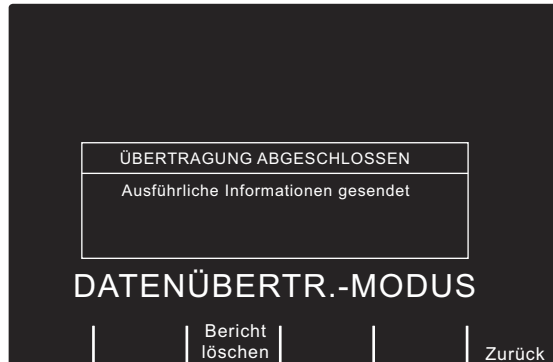 ÜBERTRAGUNG ABGESCHLOSSEN
Ausführliche Informationen gesendet
DATENÜBERTR.-MODUS
Bericht
löschen
Zurück